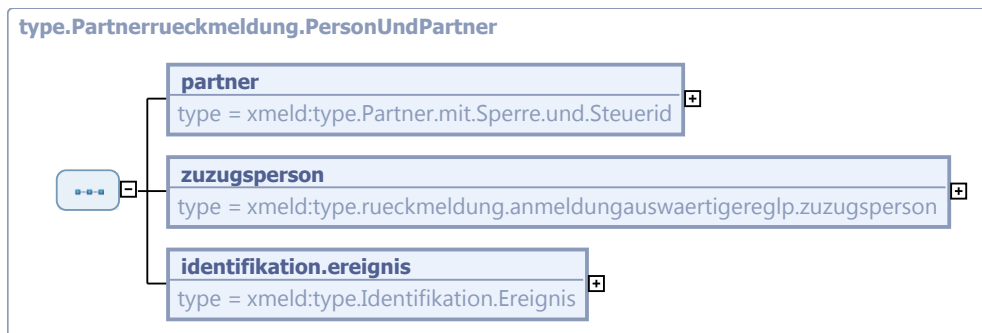 type.Partnerrueckmeldung.PersonUndPartner
partner
type = xmeld:type.Partner.mit.Sperre.und.Steuerid
zuzugsperson
type = xmeld:type.rueckmeldung.anmeldungauswaertigereglp.zuzugsperson
identifikation.ereignis
type = xmeld:type.Identifikation.Ereignis